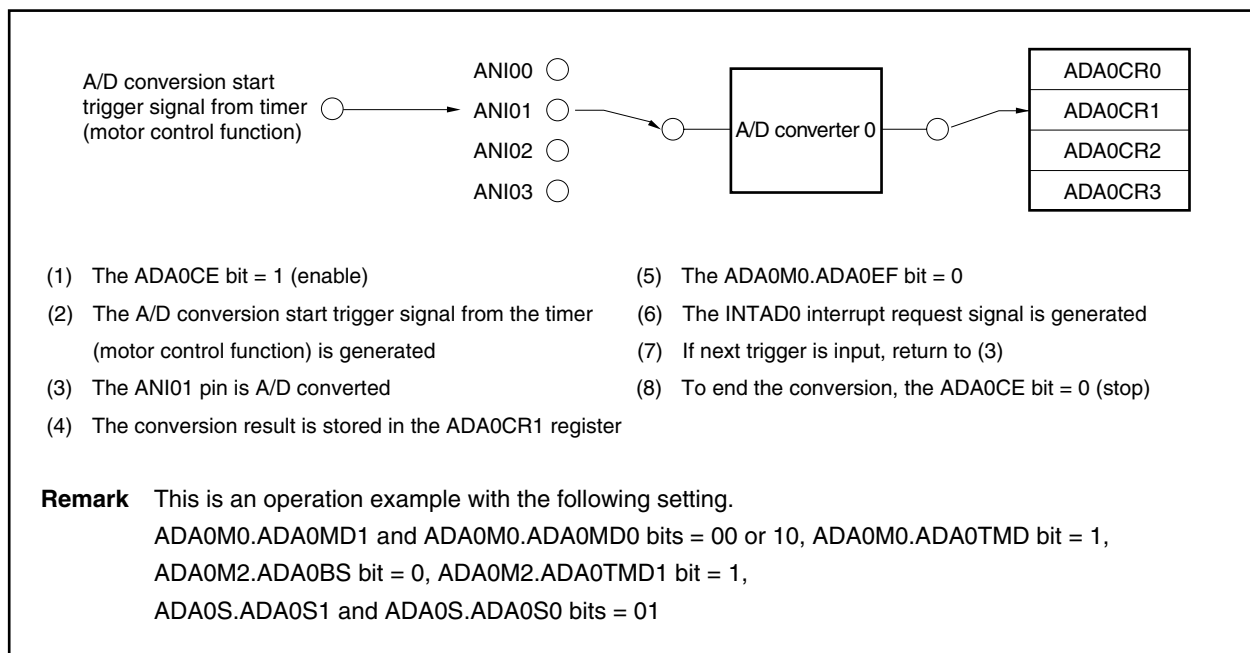 A/D conversion start
trigger signal from timer
(motor control function)
ANI00
ANI01
ANI02
ANI03
A/D converter 0
ADA0CR0
ADA0CR1
ADA0CR2
ADA0CR3
(1) The ADA0CE bit = 1 (enable)
(2) The A/D conversion start trigger signal from the timer
(motor control function) is generated
(3) The ANI01 pin is A/D converted
(4) The conversion result is stored in the ADA0CR1 register
(5) The ADA0M0.ADA0EF bit = 0
(6) The INTAD0 interrupt request signal is generated
(7) If next trigger is input, return to (3)
(8) To end the conversion, the ADA0CE bit = 0 (stop)
Remark This is an operation example with the following setting.
ADA0M0.ADA0MD1 and ADA0M0.ADA0MD0 bits = 00 or 10, ADA0M0.ADA0TMD bit = 1,
ADA0M2.ADA0BS bit = 0, ADA0M2.ADA0TMD1 bit = 1,
ADA0S.ADA0S1 and ADA0S.ADA0S0 bits = 01